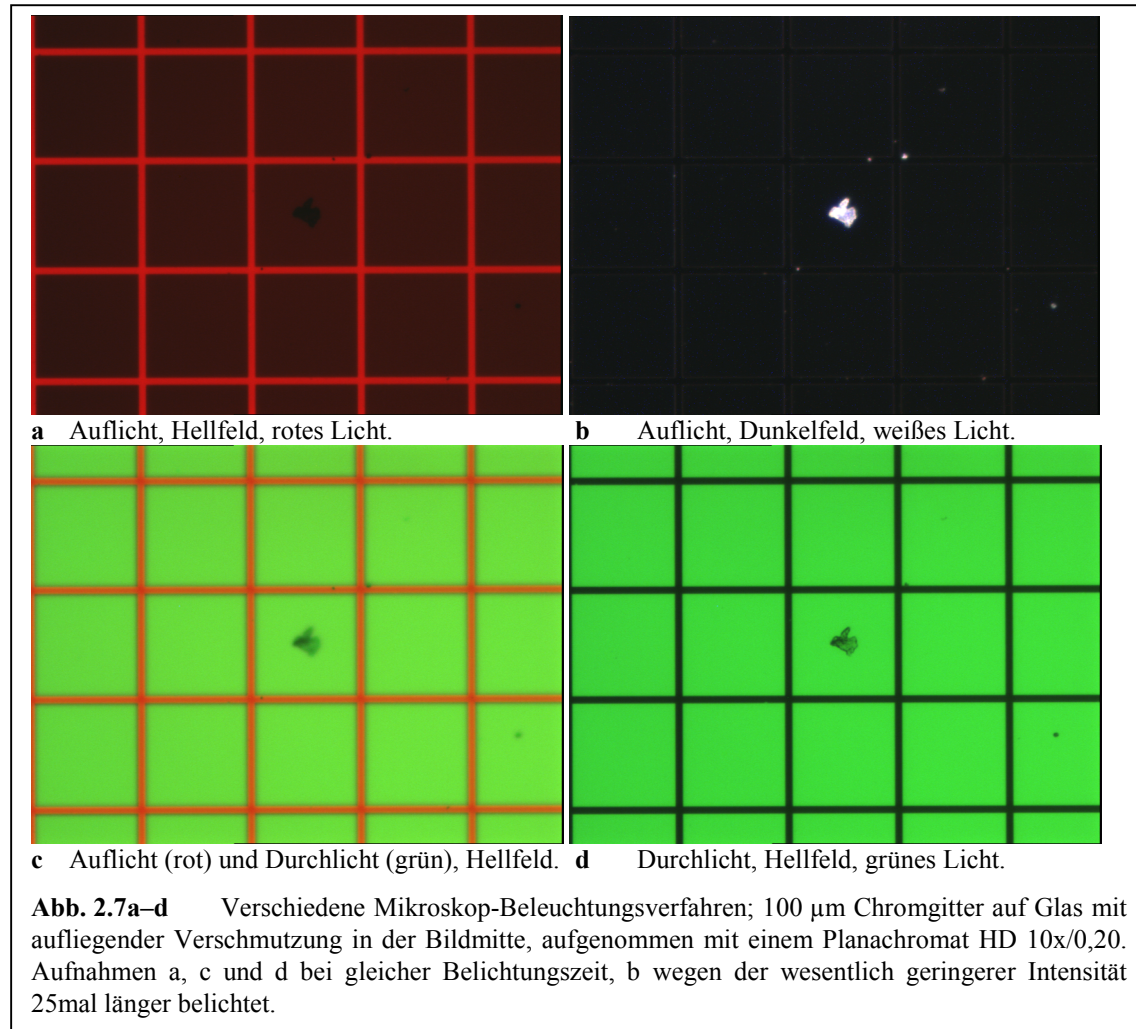 a Auflicht, Hellfeld, rotes Licht.
b Auflicht, Dunkelfeld, weißes Licht.
c Auflicht (rot) und Durchlicht (grün), Hellfeld.
d Durchlicht, Hellfeld, grünes Licht.
Abb. 2.7a–d Verschiedene Mikroskop-Beleuchtungsverfahren; 100 µm Chromgitter auf Glas mit
aufliegender Verschmutzung in der Bildmitte, aufgenommen mit einem Planachromat HD 10x/0,20.
Aufnahmen a, c und d bei gleicher Belichtungszeit, b wegen der wesentlich geringerer Intensität
25mal länger belichtet.